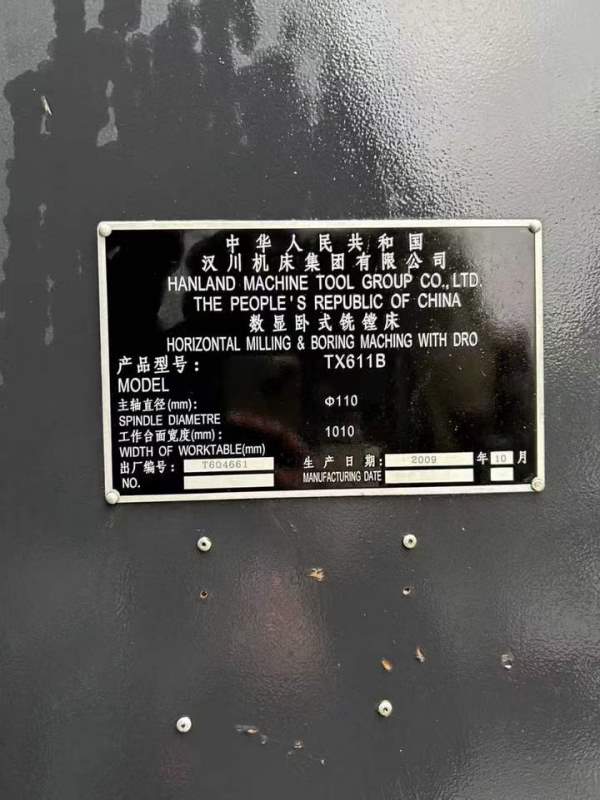 中华人民共和国
汉川机床集团有限公司
HANLAND MACHINE TOOL GROUP CO.,LTD.
THE PEOPLE'S REPUBLIC OF CHINA
数显卧式铣镗床
HORIZONTAL MILLING & BORING MACHING WITH DRO
产品型号: TX611B
MODEL
主轴直径(mm): Φ110
SPINDLE DIAMETRE
工作台面宽度(mm): 1010
WIDTH OF WORKTABLE(mm)
出厂编号: T604661 生产日期: 2009 年 10 月
NO. MANUFACTURING DATE